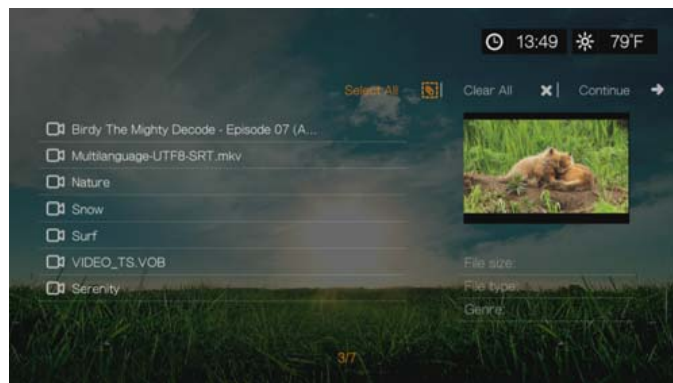 13:49 79°F
Select All Clear All Continue
Birdy The Mighty Decode - Episode 07 (A...
Multilanguage-UTF8-SRT.mkv
Nature
Snow
Surf
VIDEO_TS.VOB
Serenity
File size:
File type:
Genre:
3/7